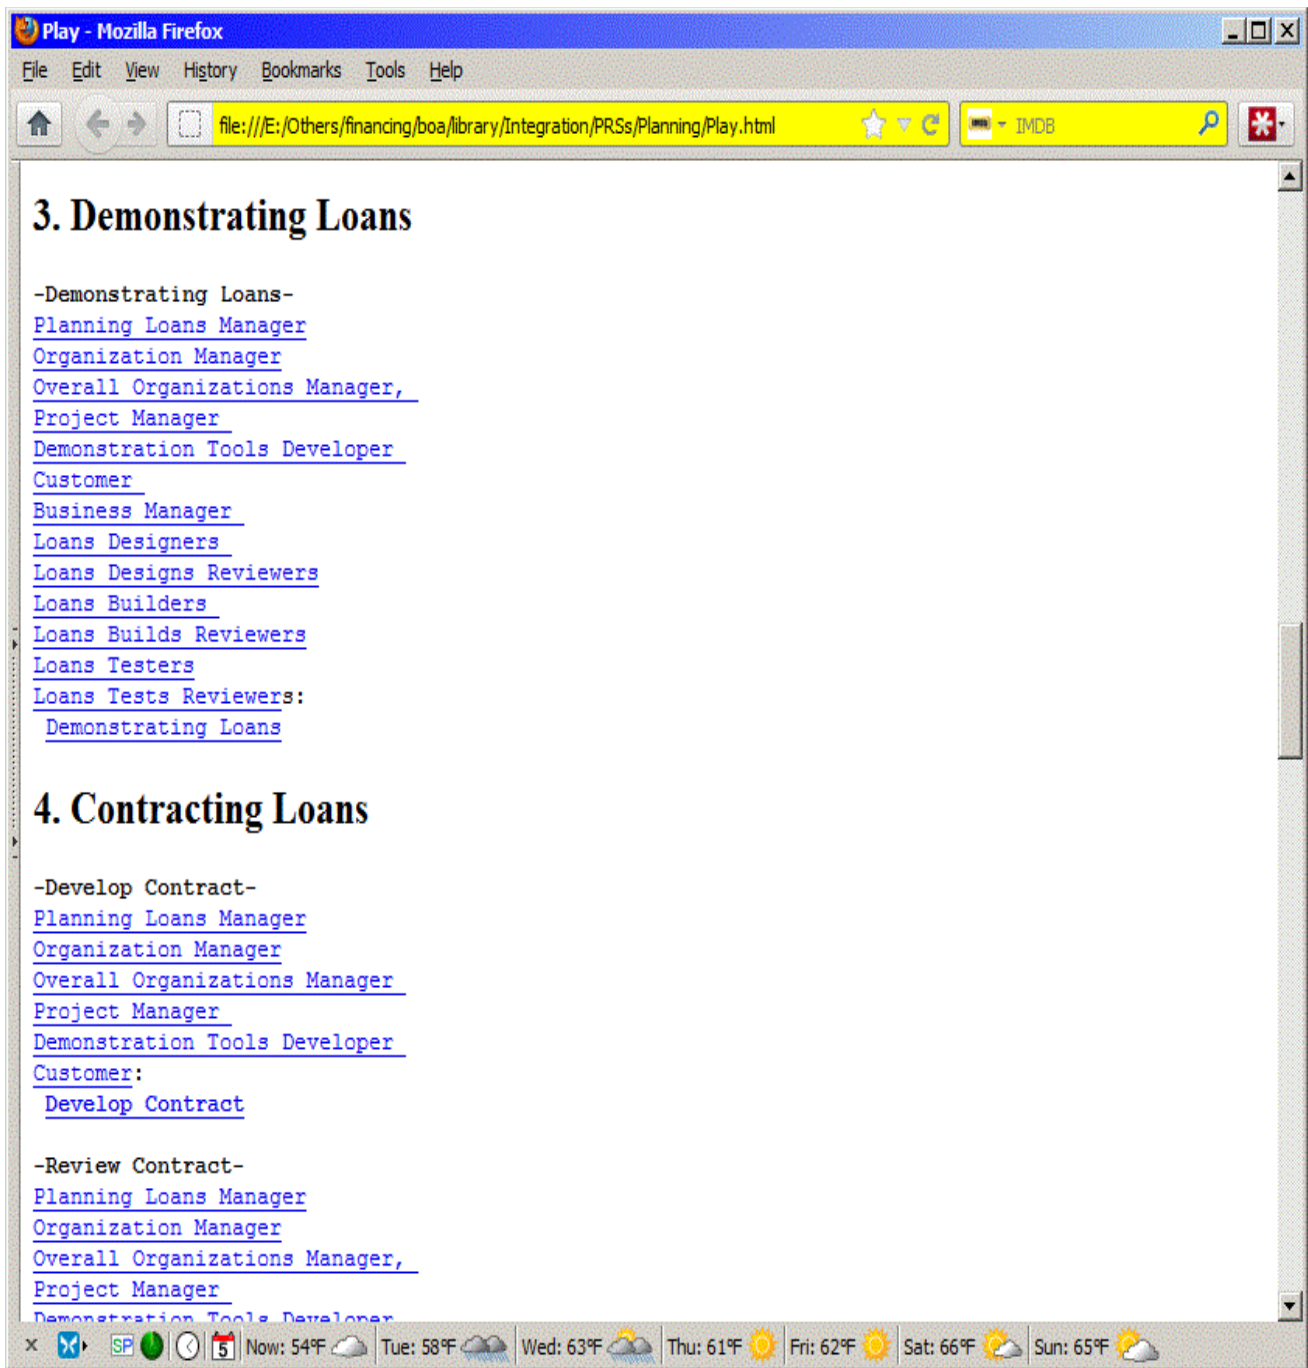 Play - Mozilla Firefox
File Edit View History Bookmarks Tools Help
file:///E:/Others/financing/boa/library/Integration/PRSs/Planning/Play.html IMDB
3. Demonstrating Loans
-Demonstrating Loans-
Planning Loans Manager
Organization Manager
Overall Organizations Manager,
Project Manager
Demonstration Tools Developer
Customer
Business Manager
Loans Designers
Loans Designs Reviewers
Loans Builders
Loans Builds Reviewers
Loans Testers
Loans Tests Reviewers:
Demonstrating Loans
4. Contracting Loans
-Develop Contract-
Planning Loans Manager
Organization Manager
Overall Organizations Manager
Project Manager
Demonstration Tools Developer
Customer:
Develop Contract
-Review Contract-
Planning Loans Manager
Organization Manager
Overall Organizations Manager,
Project Manager
Demonstration Tools Developer
SP 5 Now: 54°F Tue: 58°F Wed: 63°F Thu: 61°F Fri: 62°F Sat: 66°F Sun: 65°F